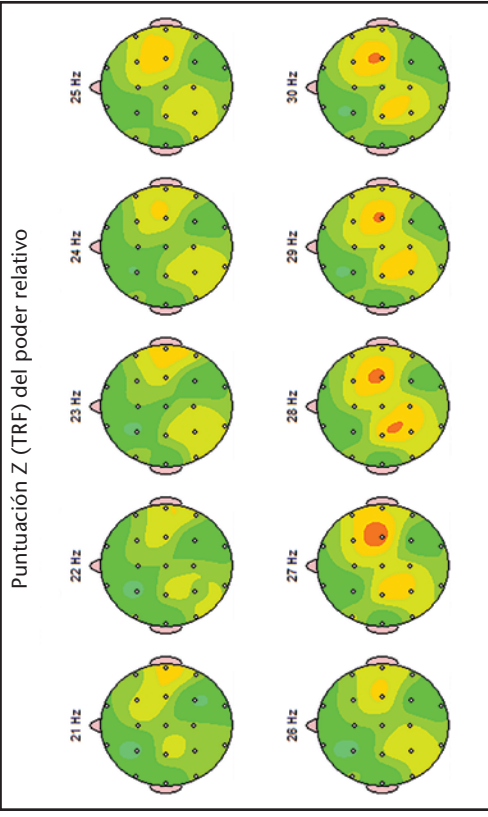 Puntuación Z (TRF) del poder relativo
21 Hz
22 Hz
23 Hz
24 Hz
25 Hz
26 Hz
27 Hz
28 Hz
29 Hz
30 Hz